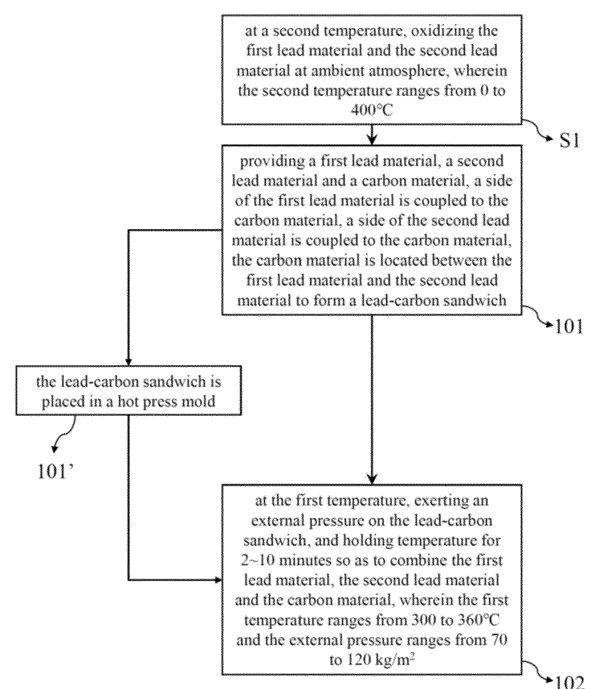 at a second temperature, oxidizing the
first lead material and the second lead
material at ambient atmosphere, wherein
the second temperature ranges from 0 to
400°C
S1
providing a first lead material, a second
lead material and a carbon material, a side
of the first lead material is coupled to the
carbon material, a side of the second lead
material is coupled to the carbon material,
the carbon material is located between the
first lead material and the second lead
material to form a lead-carbon sandwich
101
the lead-carbon sandwich is
placed in a hot press mold
101’
at the first temperature, exerting an
external pressure on the lead-carbon
sandwich, and holding temperature for
2~10 minutes so as to combine the first
lead material, the second lead material
and the carbon material, wherein the first
temperature ranges from 300 to 360°C
and the external pressure ranges from 70
to 120 kg/m²
102